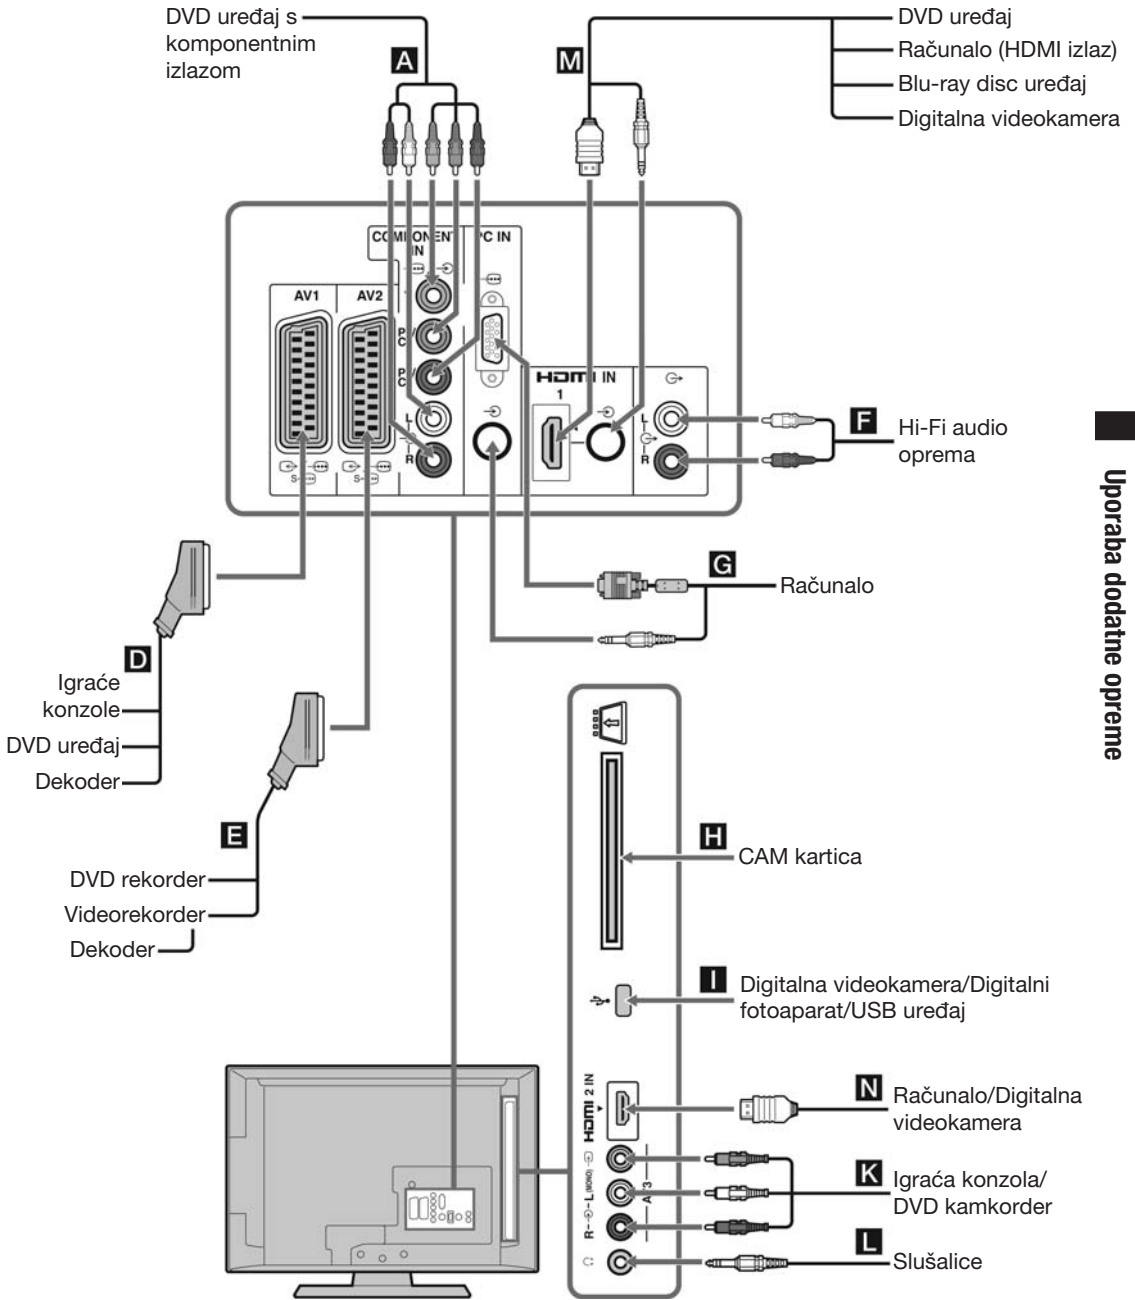 DVD uređaj s
komponentnim
izlazom
A
M
DVD uređaj
Računalo (HDMI izlaz)
Blu-ray disc uređaj
Digitalna videokamera
COMPONENT
IN
PC IN
AV1
AV2
HDMI IN
1
L
R
L
R
S
S
F
Hi-Fi audio
oprema
Uporaba dodatne opreme
G
Računalo
D
Igraće
konzole
DVD uređaj
Dekoder
E
DVD rekorder
Videorekorder
Dekoder
H
CAM kartica
I
Digitalna videokamera/Digitalni
fotoaparat/USB uređaj
HDMI 2 IN
N
Računalo/Digitalna
videokamera
L (MONO)
R
K
Igraća konzola/
DVD kamkorder
L
Slušalice